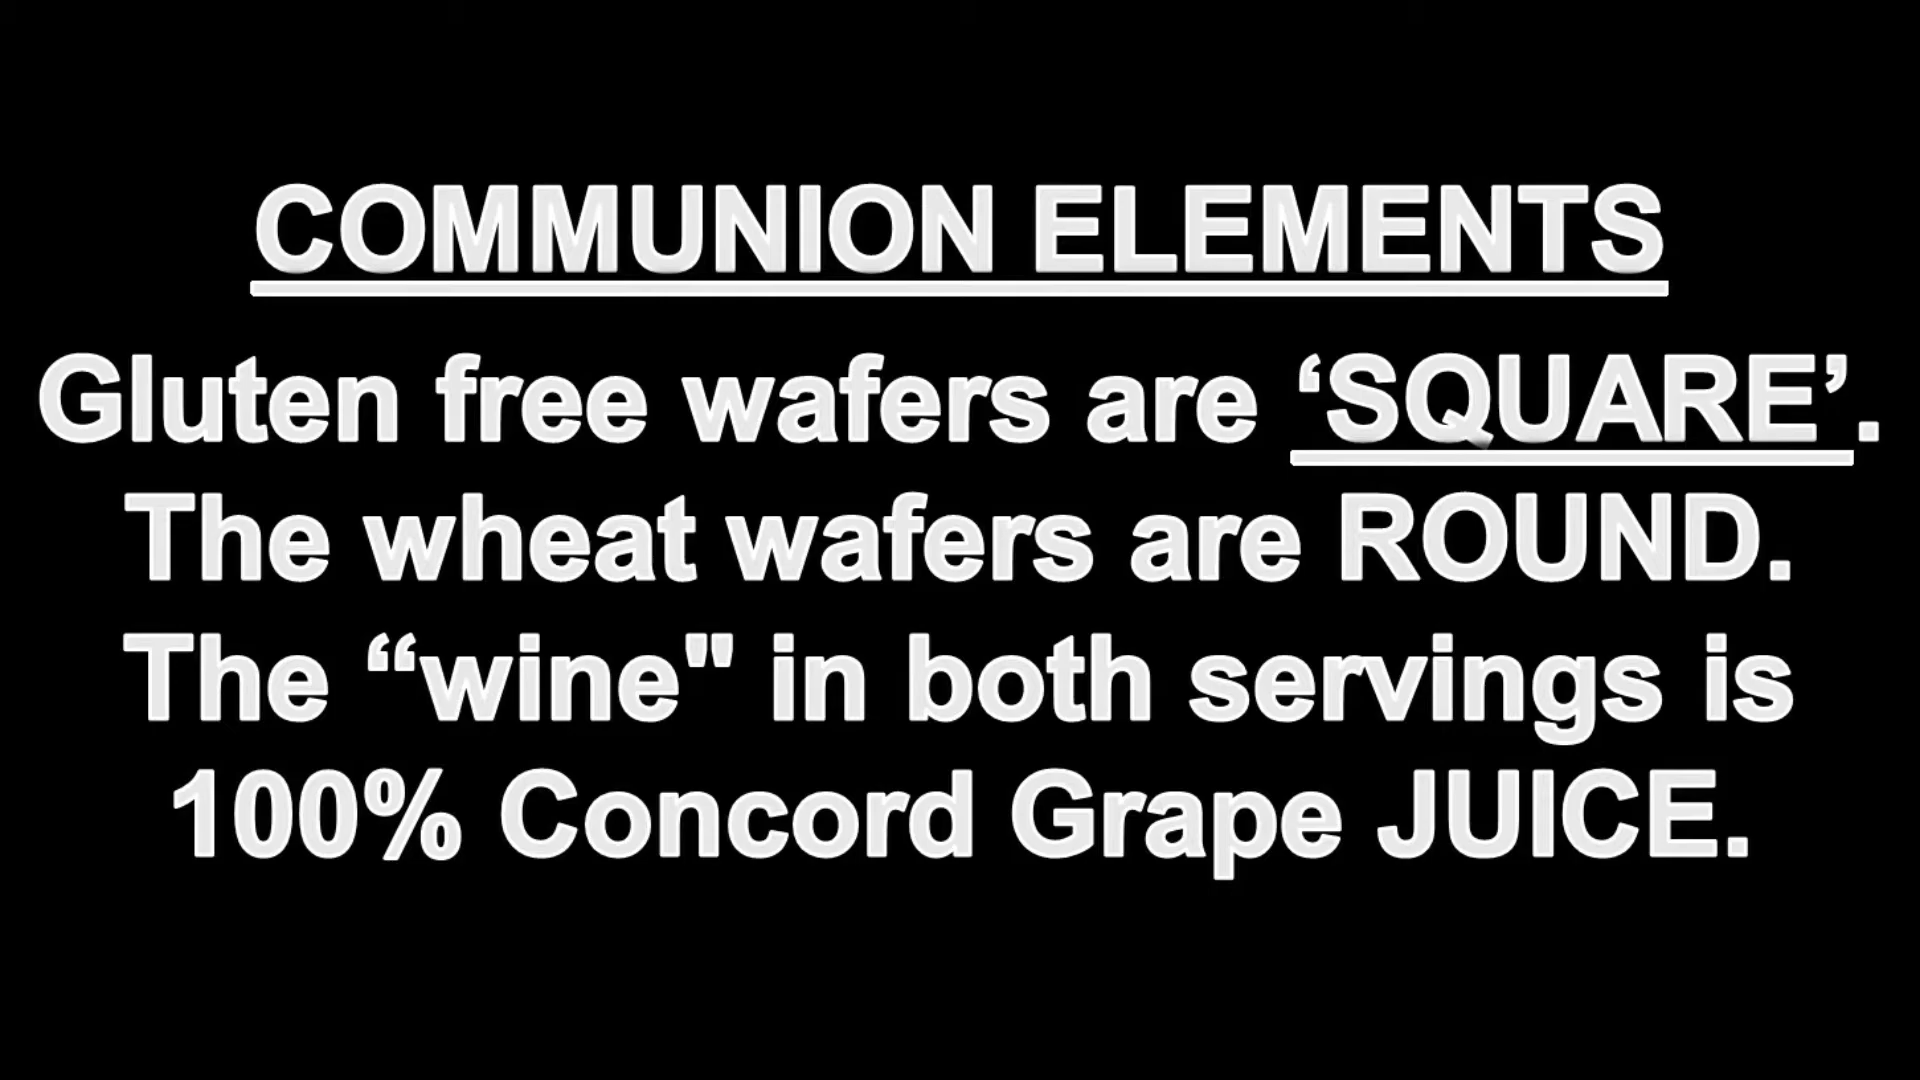 COMMUNION ELEMENTS
Gluten free wafers are ‘SQUARE’.
The wheat wafers are ROUND.
The “wine" in both servings is
100% Concord Grape JUICE.